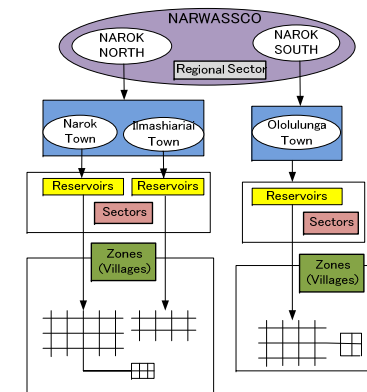 NARWASSCO
NAROK
NORTH
NAROK
SOUTH
Regional Sector
Narok
Town
Ilmashiariai
Town
Ololulunga
Town
Reservoirs
Reservoirs
Reservoirs
Sectors
Sectors
Zones
(Villages)
Zones
(Villages)